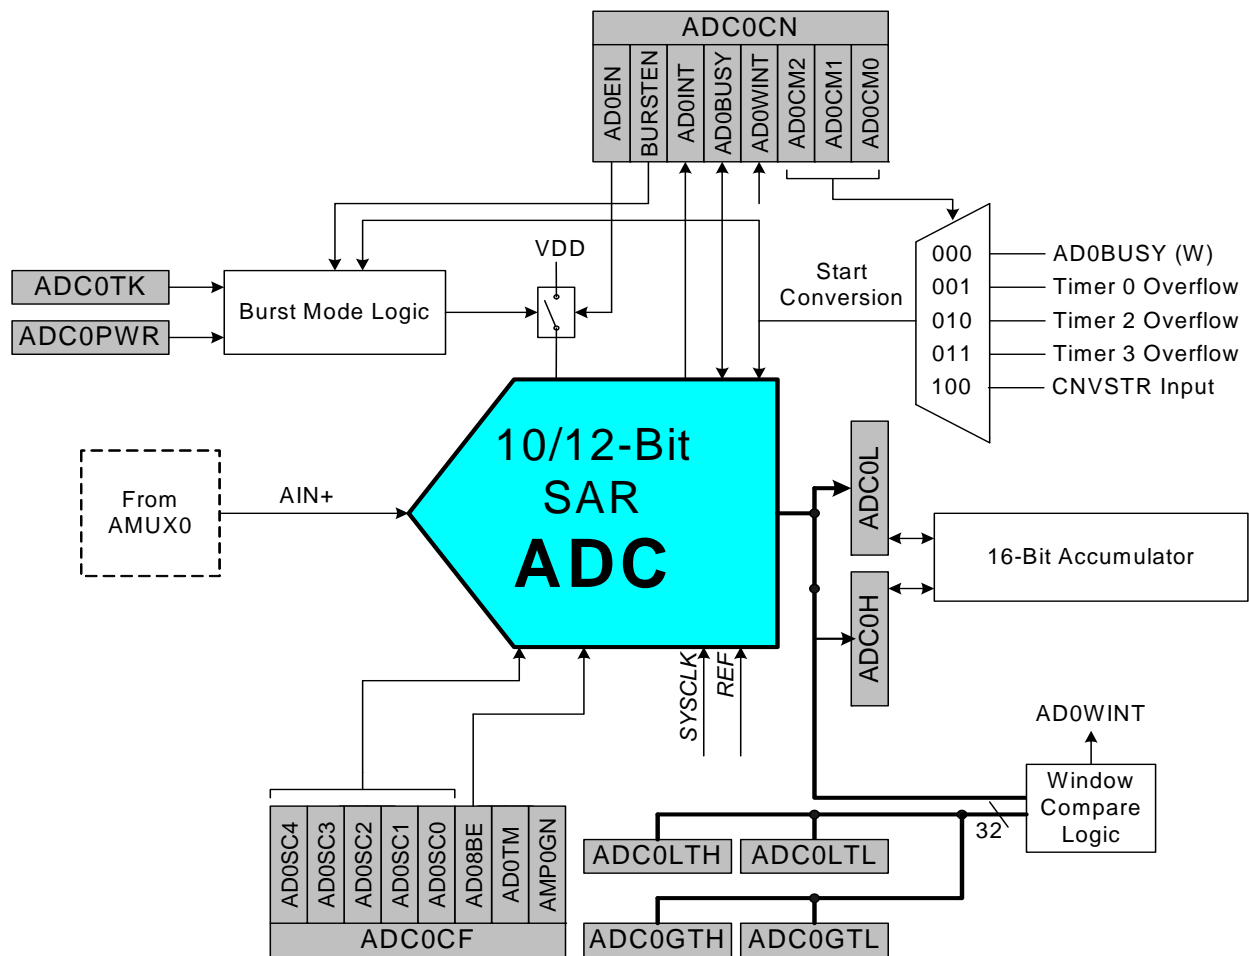 ADC0CN
AD0EN
BURSTEN
AD0INT
AD0BUSY
AD0WINT
AD0CM2
AD0CM1
AD0CM0
VDD
Start
Conversion
000
001
010
011
100
AD0BUSY (W)
Timer 0 Overflow
Timer 2 Overflow
Timer 3 Overflow
CNVSTR Input
ADC0TK
ADC0PWR
Burst Mode Logic
From
AMUX0
AIN+
10/12-Bit
SAR
ADC
ADC0L
ADC0H
16-Bit Accumulator
SYSCLK
REF
AD0WINT
Window
Compare
Logic
32
AD0SC4
AD0SC3
AD0SC2
AD0SC1
AD0SC0
AD08BE
AD0TM
AMP0GN
ADC0CF
ADC0LTH
ADC0LTL
ADC0GTH
ADC0GTL